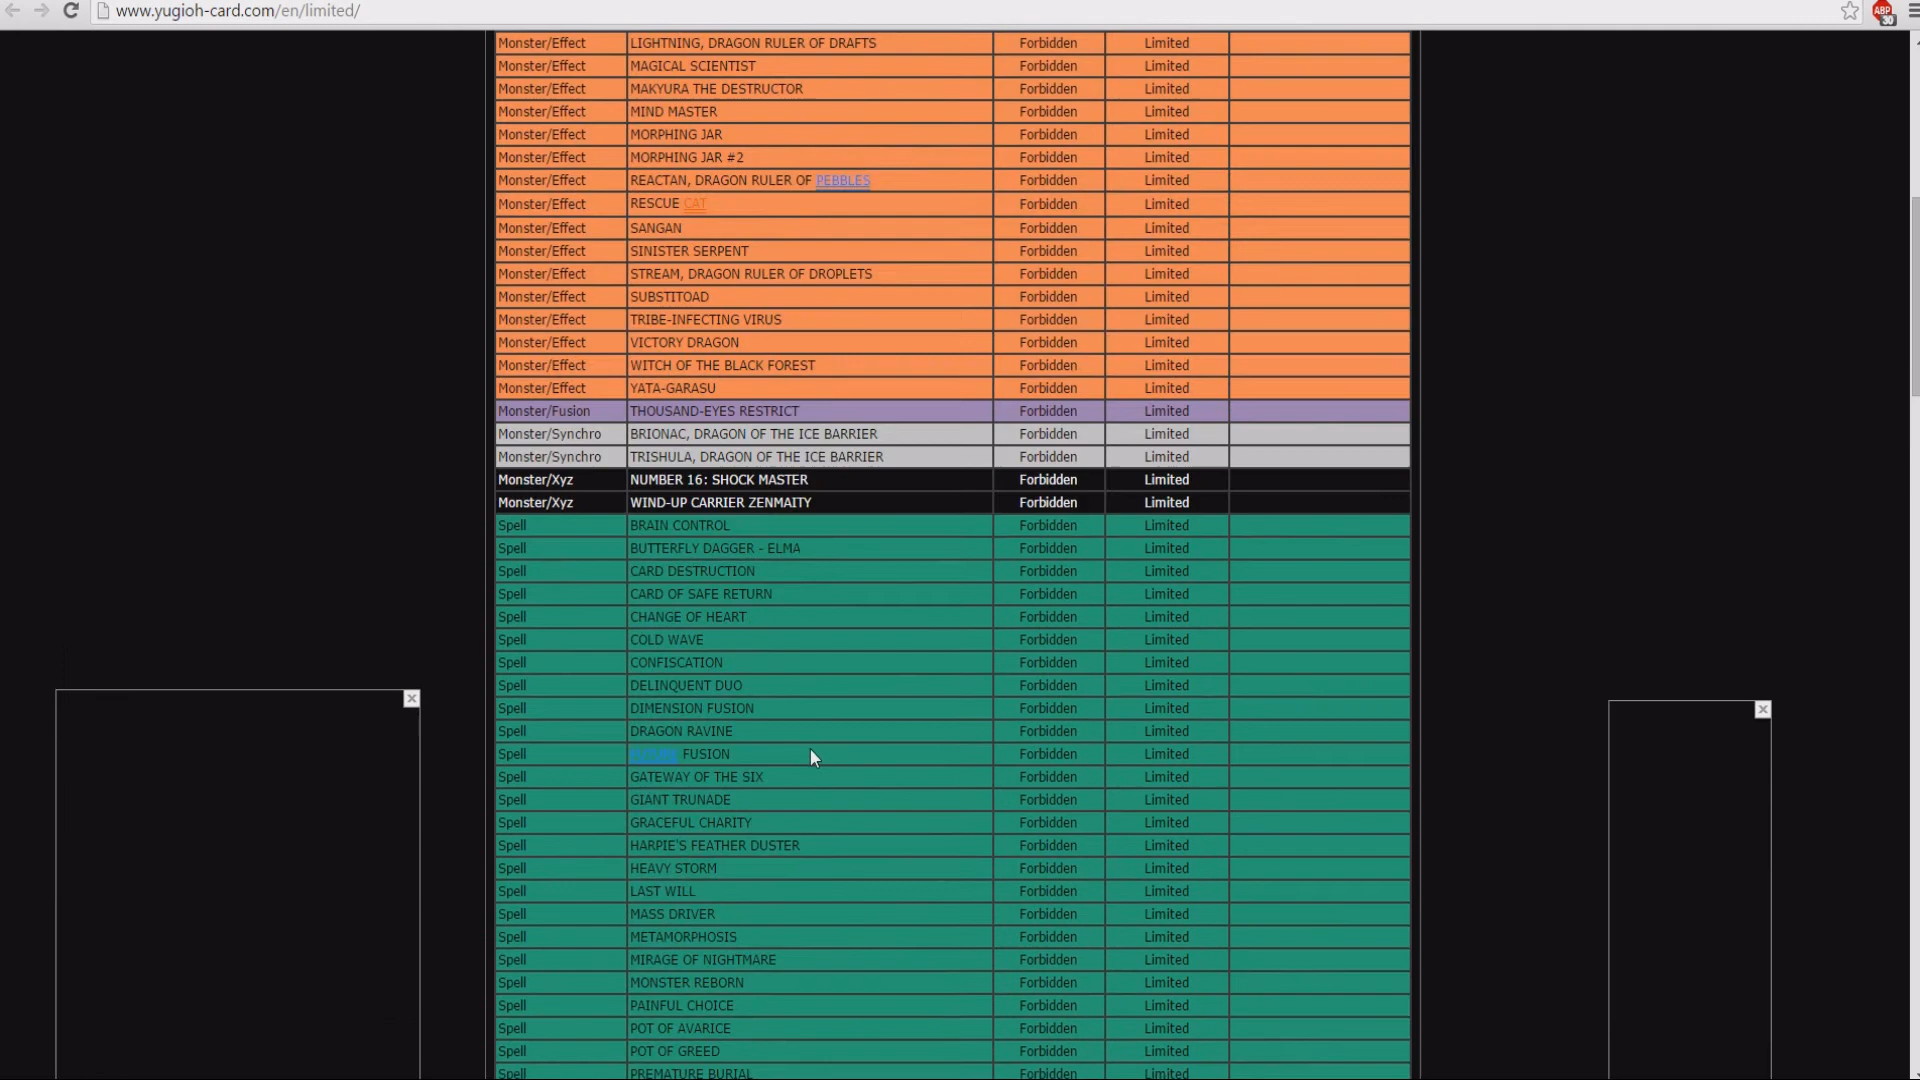 www.yugioh-card.com/en/limited/
ABP
30
Monster/Effect LIGHTNING, DRAGON RULER OF DRAFTS Forbidden Limited
Monster/Effect MAGICAL SCIENTIST Forbidden Limited
Monster/Effect MAKYURA THE DESTRUCTOR Forbidden Limited
Monster/Effect MIND MASTER Forbidden Limited
Monster/Effect MORPHING JAR Forbidden Limited
Monster/Effect MORPHING JAR #2 Forbidden Limited
Monster/Effect REACTAN, DRAGON RULER OF PEBBLES Forbidden Limited
Monster/Effect RESCUE CAT Forbidden Limited
Monster/Effect SANGAN Forbidden Limited
Monster/Effect SINISTER SERPENT Forbidden Limited
Monster/Effect STREAM, DRAGON RULER OF DROPLETS Forbidden Limited
Monster/Effect SUBSTITOAD Forbidden Limited
Monster/Effect TRIBE-INFECTING VIRUS Forbidden Limited
Monster/Effect VICTORY DRAGON Forbidden Limited
Monster/Effect WITCH OF THE BLACK FOREST Forbidden Limited
Monster/Effect YATA-GARASU Forbidden Limited
Monster/Fusion THOUSAND-EYES RESTRICT Forbidden Limited
Monster/Synchro BRIONAC, DRAGON OF THE ICE BARRIER Forbidden Limited
Monster/Synchro TRISHULA, DRAGON OF THE ICE BARRIER Forbidden Limited
Monster/Xyz NUMBER 16: SHOCK MASTER Forbidden Limited
Monster/Xyz WIND-UP CARRIER ZENMAITY Forbidden Limited
Spell BRAIN CONTROL Forbidden Limited
Spell BUTTERFLY DAGGER - ELMA Forbidden Limited
Spell CARD DESTRUCTION Forbidden Limited
Spell CARD OF SAFE RETURN Forbidden Limited
Spell CHANGE OF HEART Forbidden Limited
Spell COLD WAVE Forbidden Limited
Spell CONFISCATION Forbidden Limited
Spell DELINQUENT DUO Forbidden Limited
Spell DIMENSION FUSION Forbidden Limited
Spell DRAGON RAVINE Forbidden Limited
Spell FUSION Forbidden Limited
Spell GATEWAY OF THE SIX Forbidden Limited
Spell GIANT TRUNADE Forbidden Limited
Spell GRACEFUL CHARITY Forbidden Limited
Spell HARPIE'S FEATHER DUSTER Forbidden Limited
Spell HEAVY STORM Forbidden Limited
Spell LAST WILL Forbidden Limited
Spell MASS DRIVER Forbidden Limited
Spell METAMORPHOSIS Forbidden Limited
Spell MIRAGE OF NIGHTMARE Forbidden Limited
Spell MONSTER REBORN Forbidden Limited
Spell PAINFUL CHOICE Forbidden Limited
Spell POT OF AVARICE Forbidden Limited
Spell POT OF GREED Forbidden Limited
Spell PREMATURE BURIAL Forbidden Limited